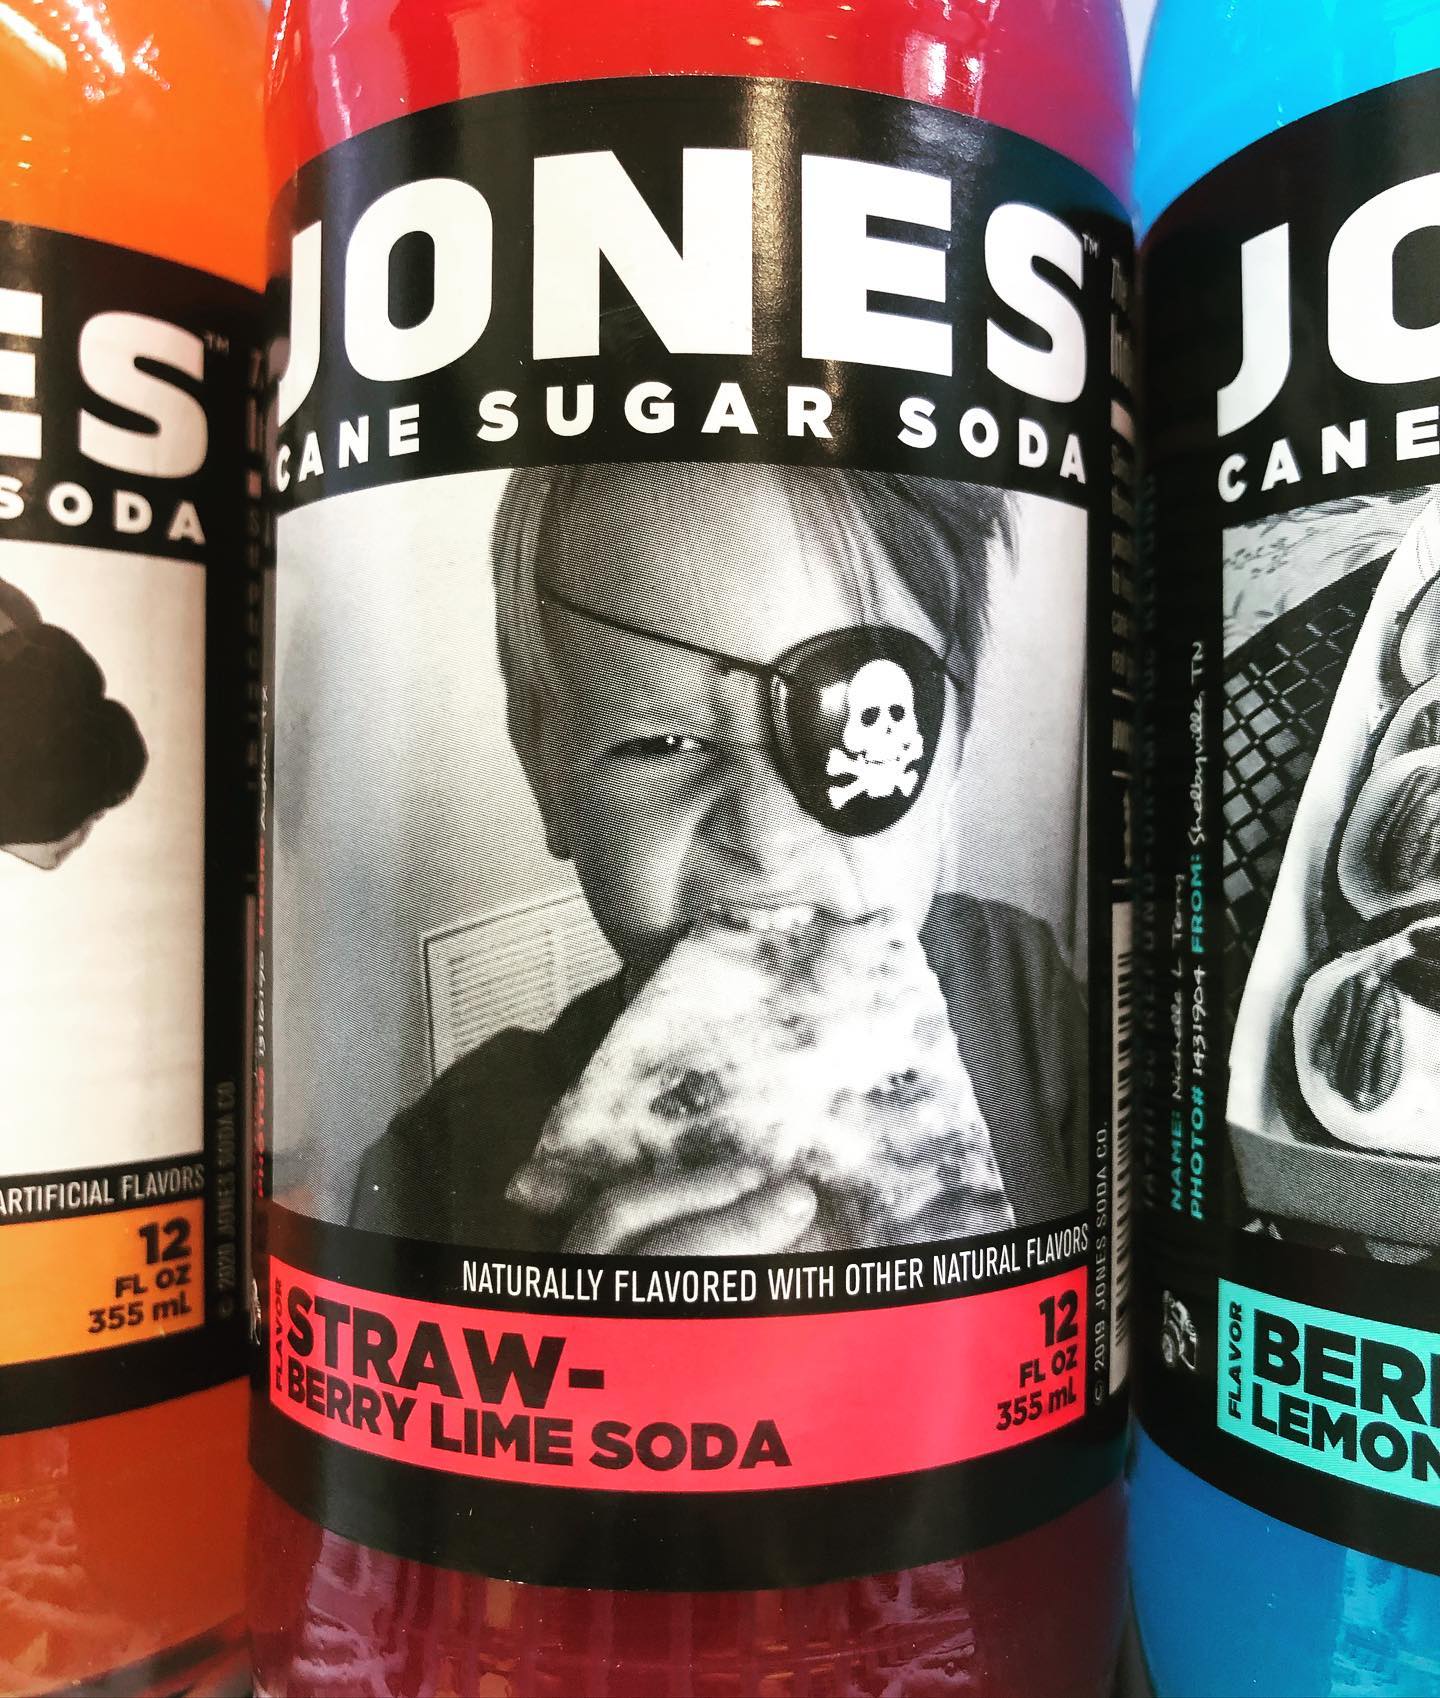 ES™
SODA
ARTIFICIAL FLAVORS
12
FL OZ
355 mL
© 2020 JONES SODA CO
JONES™
CANE SUGAR SODA
NATURALLY FLAVORED WITH OTHER NATURAL FLAVORS
FLAVOR
STRAW-
BERRY LIME SODA
12
FL OZ
355 mL
© 2019 JONES SODA CO.
JO
CANE
NAME: Nichelle L Terry
PHOTO# 1431904 FROM: Shelbyville, TN
FLAVOR
BER
LEMON